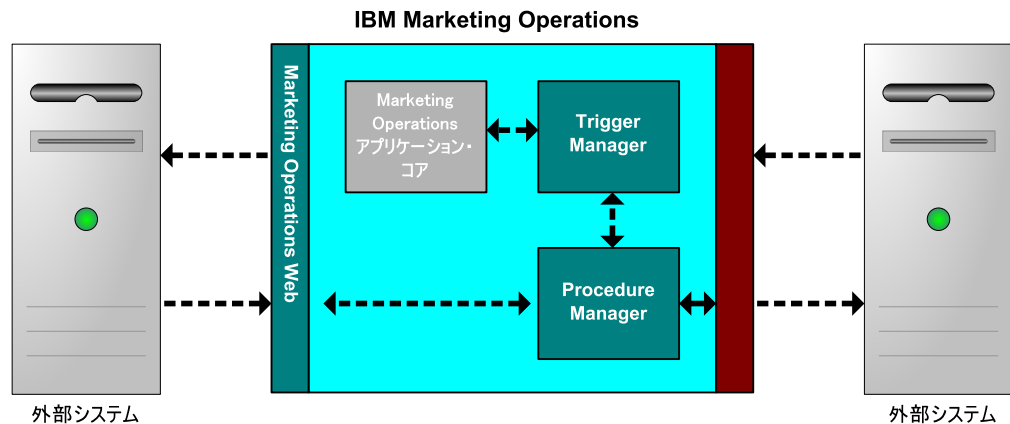 IBM Marketing Operations
Marketing Operations Web
Marketing
Operations
アプリケーション・
コア
Trigger
Manager
Procedure
Manager
外部システム
外部システム